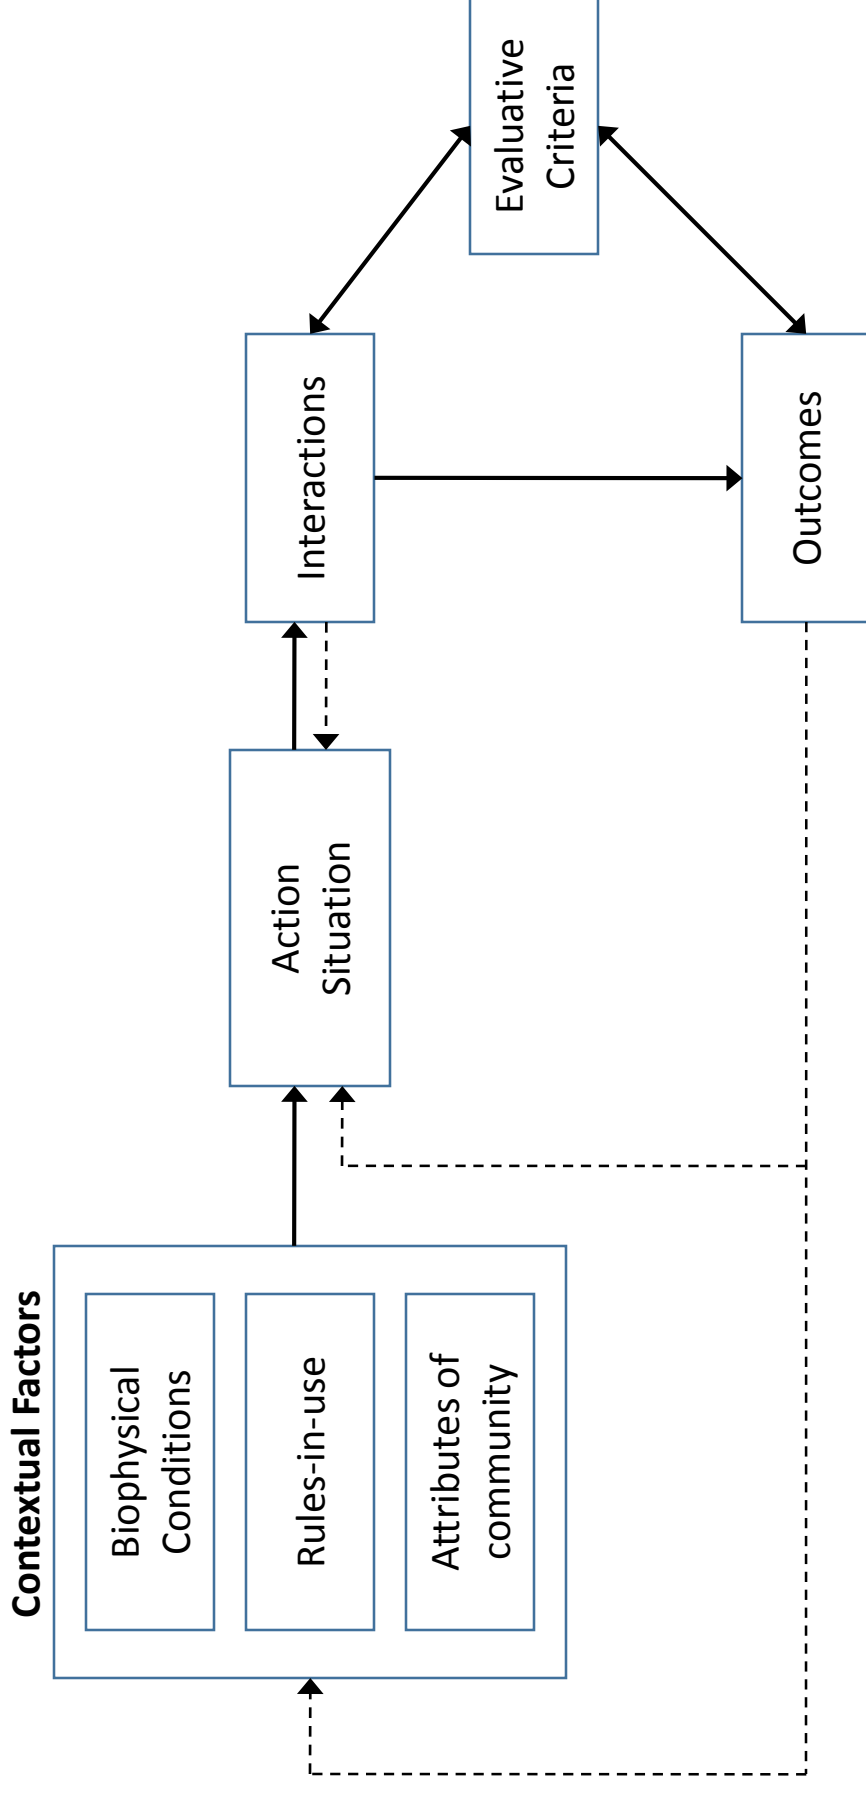 Contextual Factors
Biophysical
Conditions
Rules-in-use
Attributes of
community
Action
Situation
Interactions
Outcomes
Evaluative
Criteria